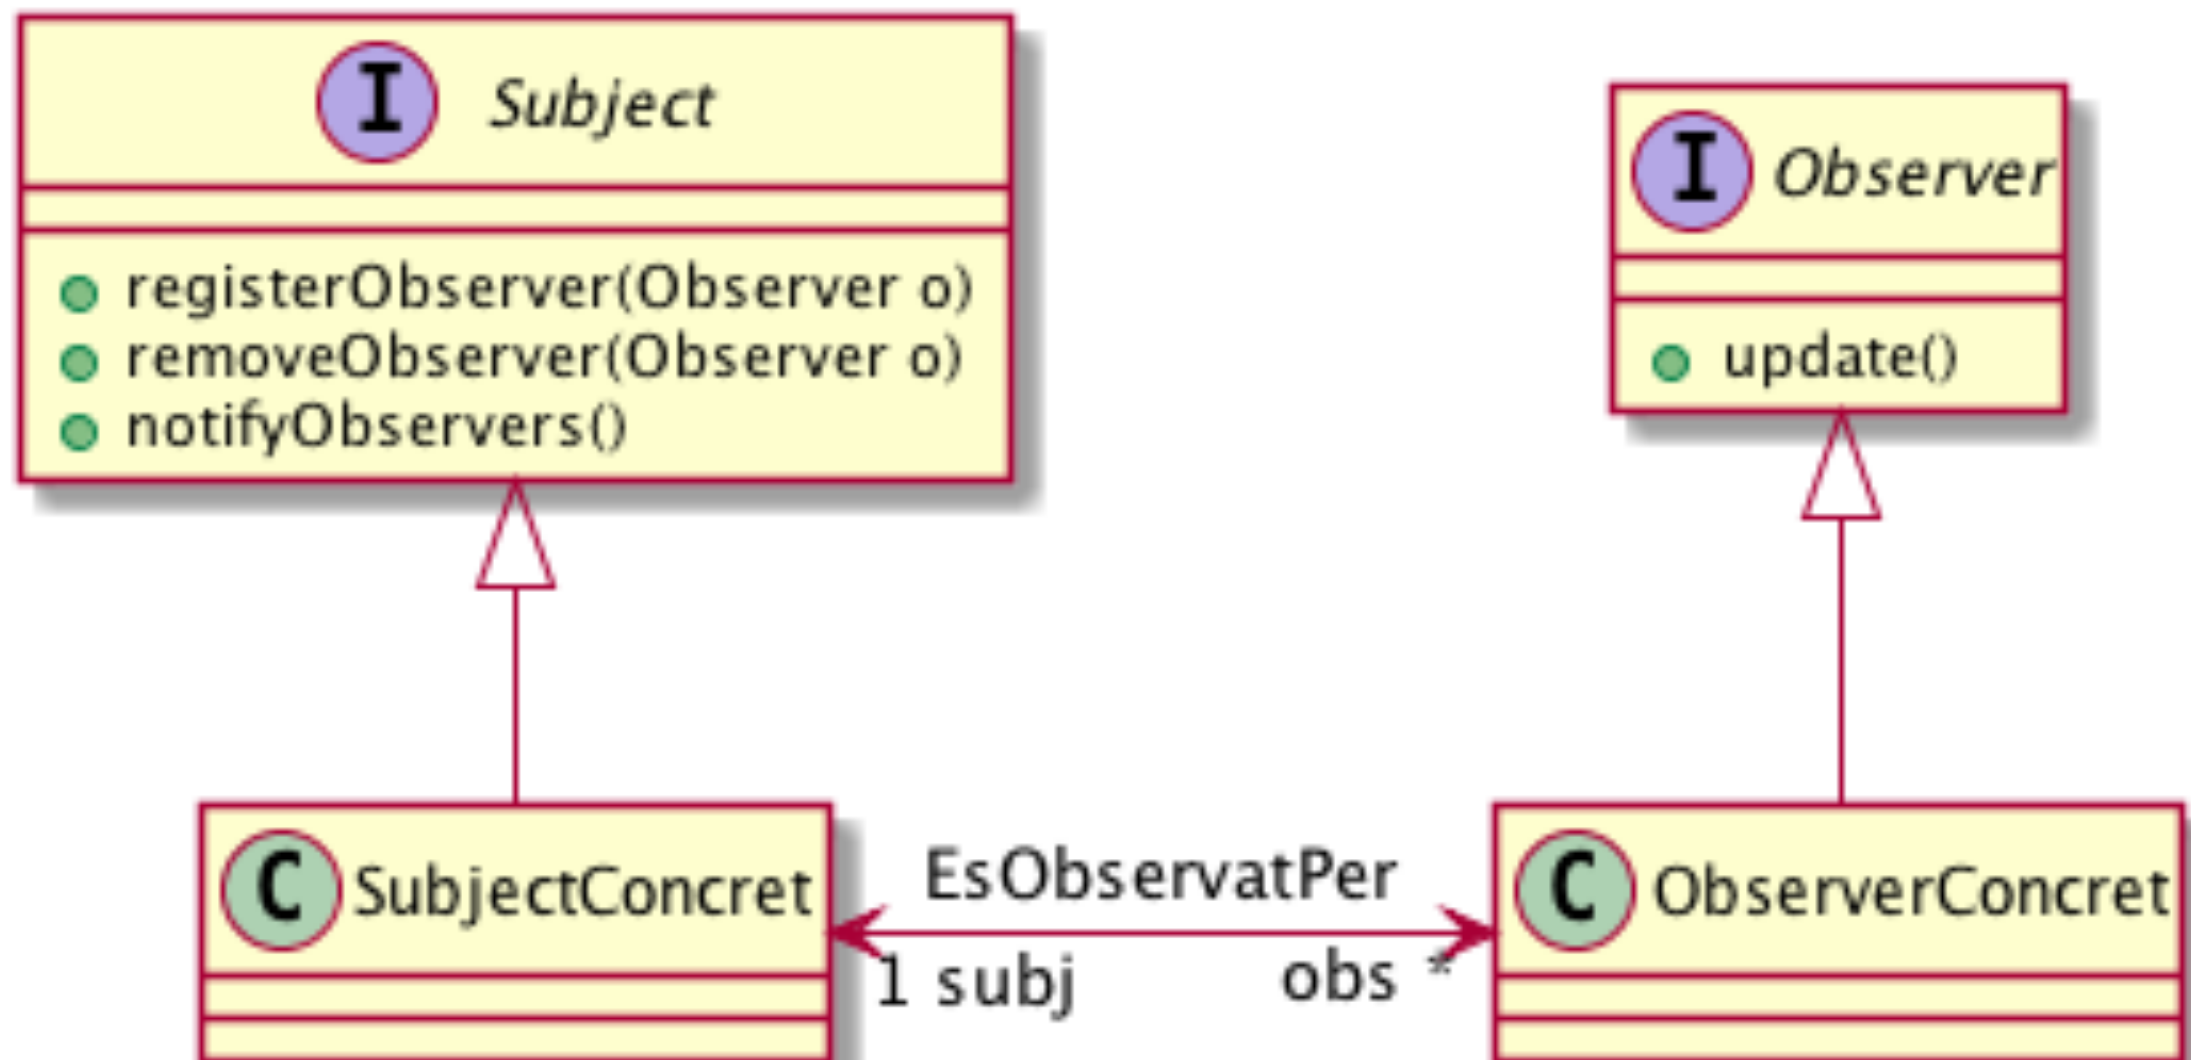 I Subject
registerObserver(Observer o)
removeObserver(Observer o)
notifyObservers()
I Observer
update()
C SubjectConcret
EsObservatPer
1 subj
obs *
C ObserverConcret